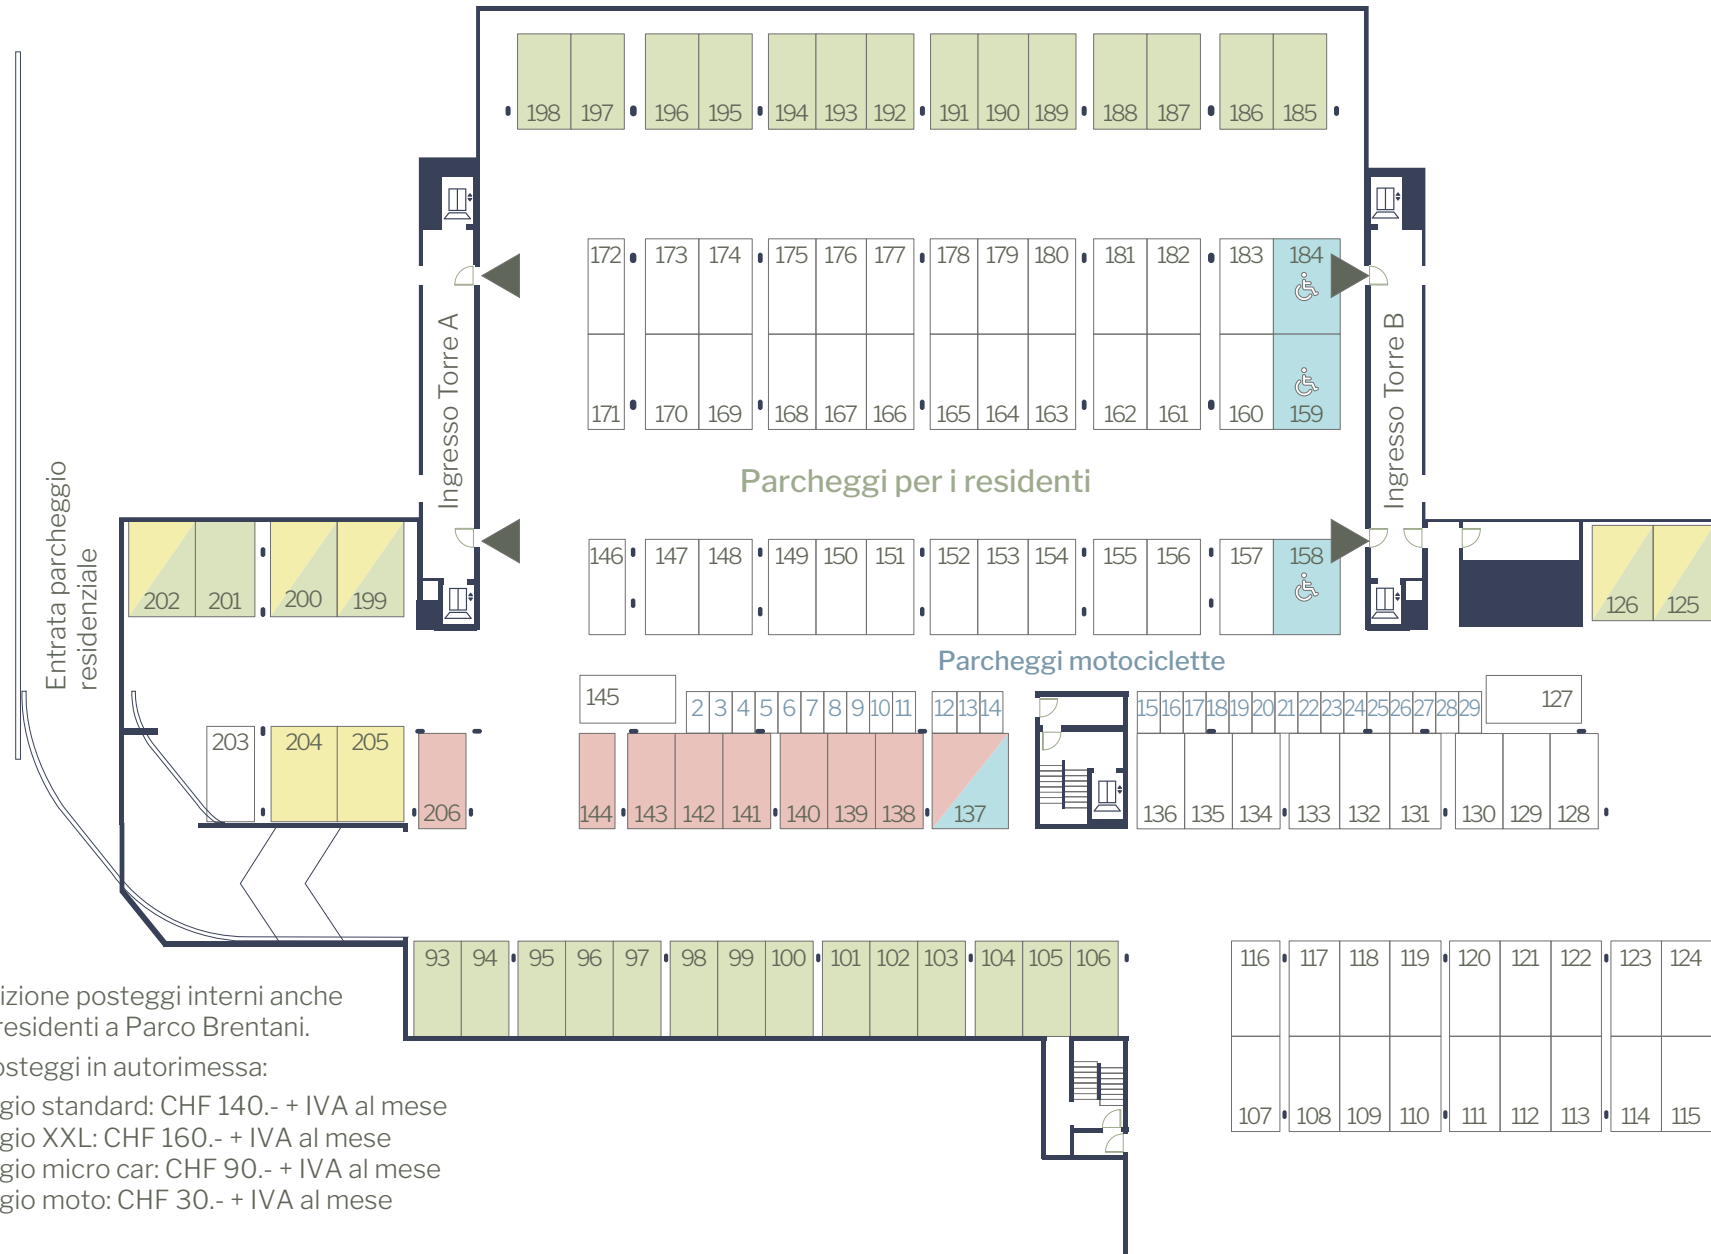 198 197 196 195 194 193 192 191 190 189 188 187 186 185
172 173 174 175 176 177 178 179 180 181 182 183 184
171 170 169 168 167 166 165 164 163 162 161 160 159
Ingresso Torre A
Ingresso Torre B
Parcheggi per i residenti
Entrata parcheggio
residenziale
146 147 148 149 150 151 152 153 154 155 156 157 158
202 201 200 199
126 125
Parcheggi motociclette
145 2 3 4 5 6 7 8 9 10 11 12 13 14 15 16 17 18 19 20 21 22 23 24 25 26 27 28 29 127
203 204 205
206 144 143 142 141 140 139 138 137 136 135 134 133 132 131 130 129 128
93 94 95 96 97 98 99 100 101 102 103 104 105 106 116 117 118 119 120 121 122 123 124
107 108 109 110 111 112 113 114 115
izione posteggi interni anche
residenti a Parco Brentani.
osteggi in autorimessa:
gio standard: CHF 140.- + IVA al mese
gio XXL: CHF 160.- + IVA al mese
gio micro car: CHF 90.- + IVA al mese
gio moto: CHF 30.- + IVA al mese